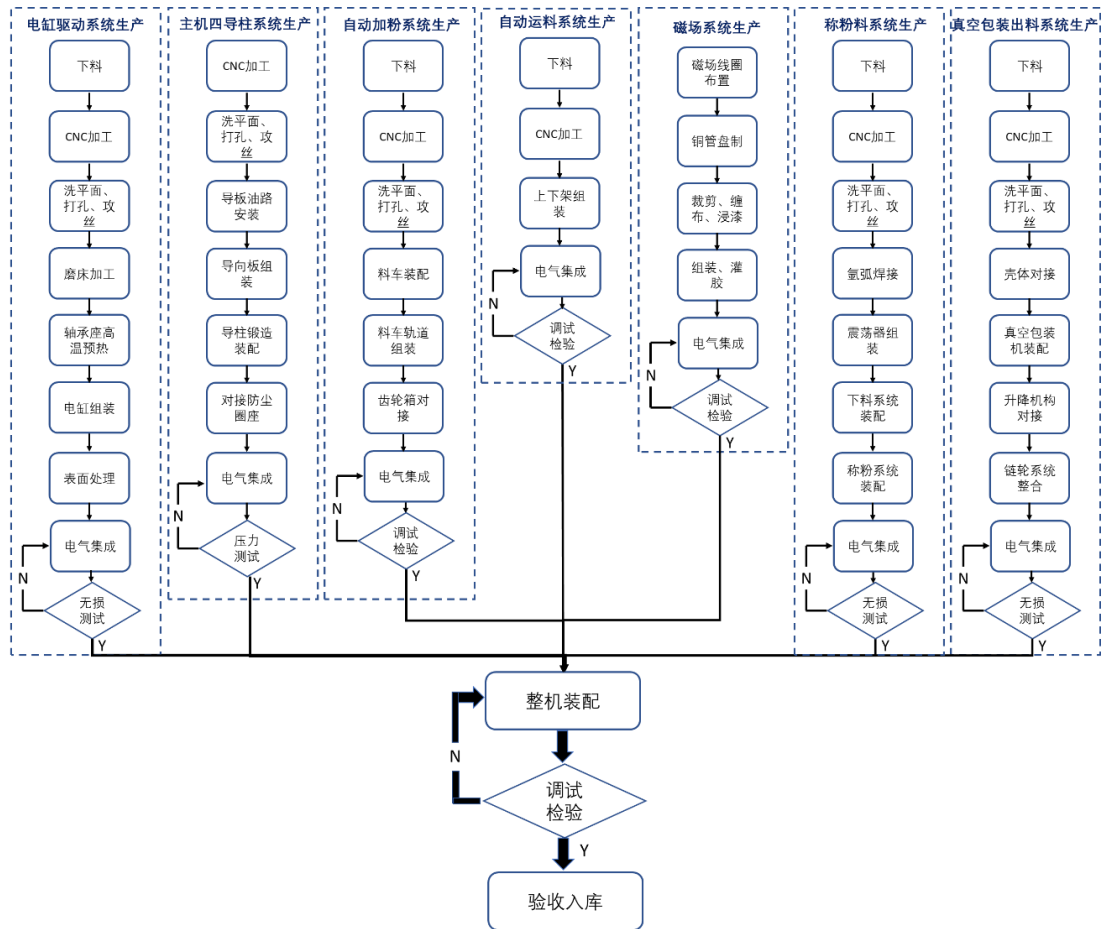 电缸驱动系统生产
下料
CNC加工
洗平面、
打孔、攻
丝
磨床加工
轴承座高
温预热
电缸组装
表面处理
电气集成
N
无损
测试
Y
主机四导柱系统生产
CNC加工
洗平面、
打孔、攻
丝
导板油路
安装
导向板组
装
导柱锻造
装配
对接防尘
圈座
电气集成
N
压力
测试
Y
自动加粉系统生产
下料
CNC加工
洗平面、
打孔、攻
丝
料车装配
料车轨道
组装
齿轮箱对
接
电气集成
N
调试
检验
Y
自动运料系统生产
下料
CNC加工
上下架组
装
电气集成
N
调试
检验
Y
磁场系统生产
磁场线圈
布置
铜管盘制
裁剪、缠
布、浸漆
组装、灌
胶
电气集成
N
调试
检验
Y
称粉料系统生产
下料
CNC加工
洗平面、
打孔、攻
丝
氩弧焊接
震荡器组
装
下料系统
装配
称粉系统
装配
电气集成
N
无损
测试
Y
真空包装出料系统生产
下料
CNC加工
洗平面、
打孔、攻
丝
壳体对接
真空包装
机装配
升降机构
对接
链轮系统
整合
电气集成
N
无损
测试
Y
整机装配
N
调试
检验
Y
验收入库